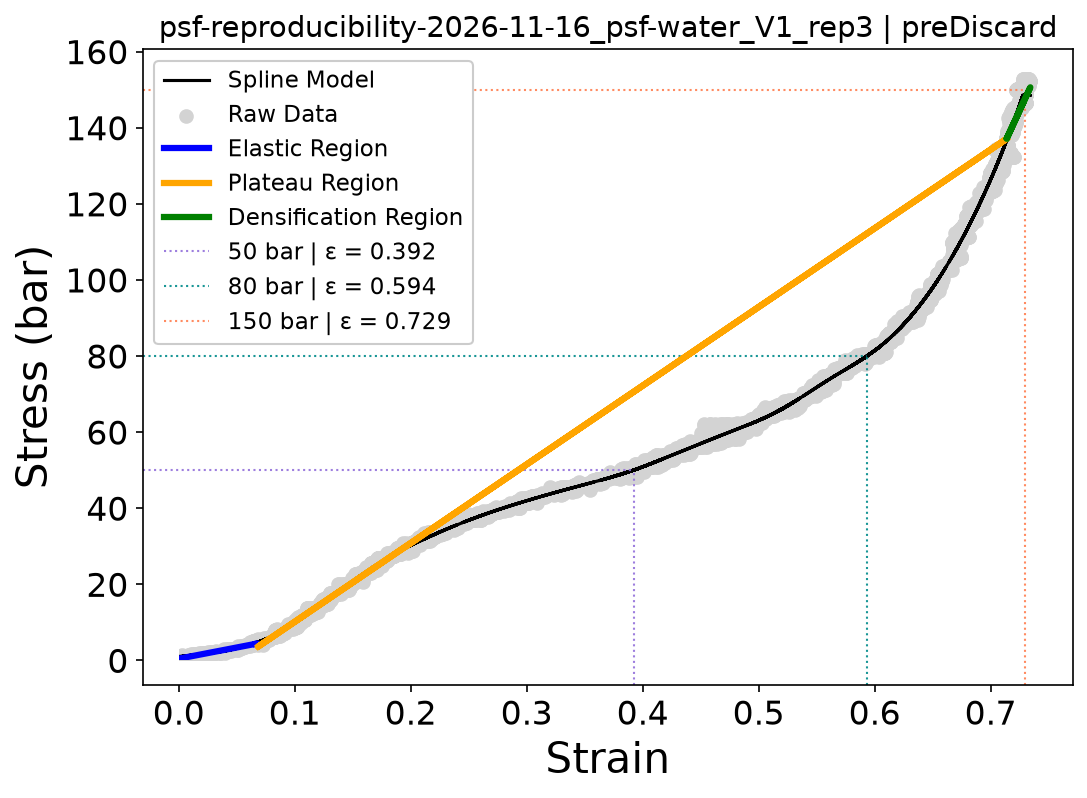 psf-reproducibility-2026-11-16_psf-water_V1_rep3 | preDiscard
160
140
120
100
80
60
40
20
0
Stress (bar)
Spline Model
Raw Data
Elastic Region
Plateau Region
Densification Region
50 bar | ε = 0.392
80 bar | ε = 0.594
150 bar | ε = 0.729
0.0 0.1 0.2 0.3 0.4 0.5 0.6 0.7
Strain